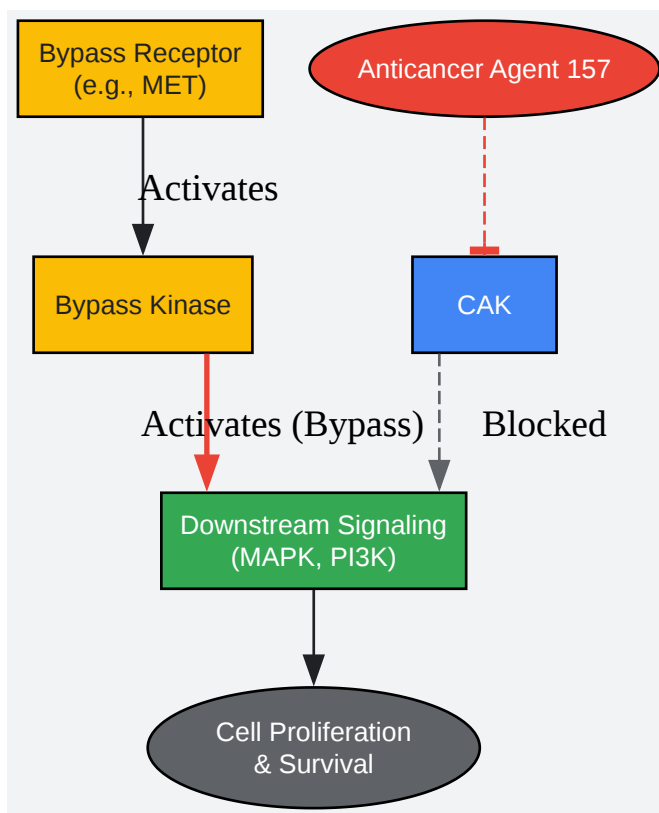 Bypass Receptor
(e.g., MET)
Anticancer Agent 157
Activates
Bypass Kinase
CAK
Activates (Bypass)
Blocked
Downstream Signaling
(MAPK, PI3K)
Cell Proliferation
& Survival